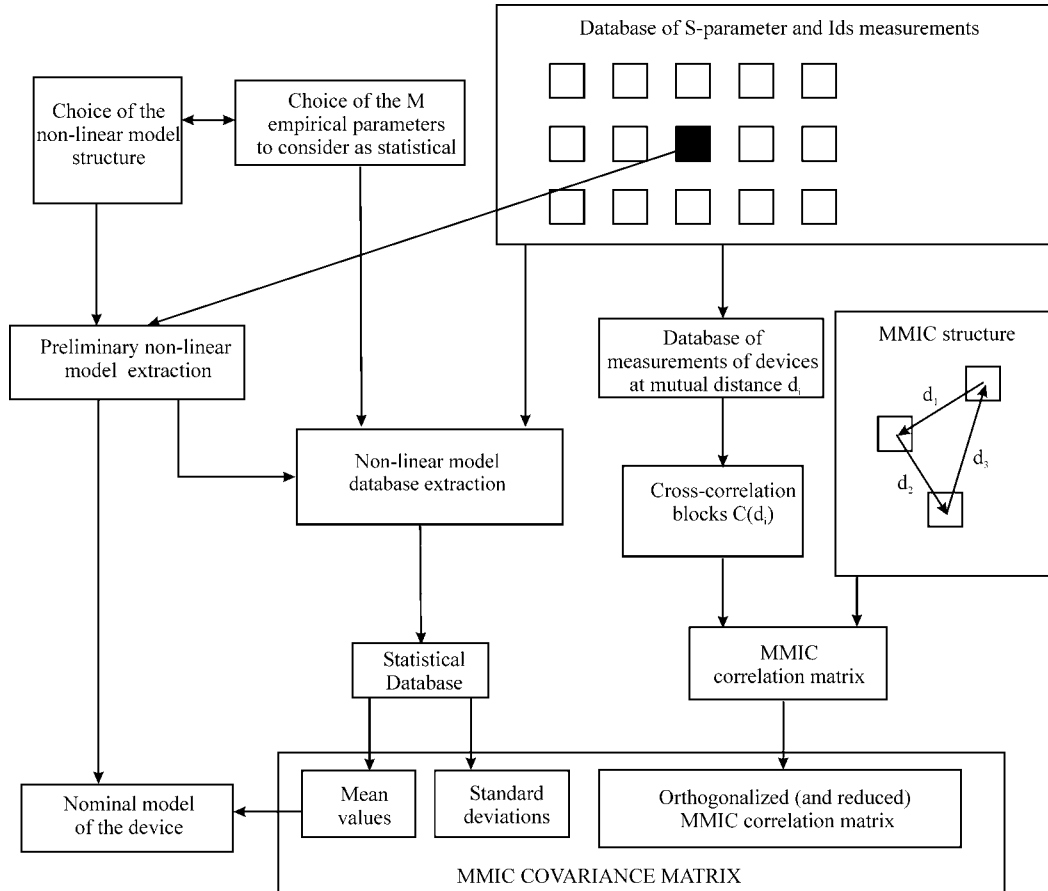 Database of S-parameter and Ids measurements
Choice of the
non-linear model
structure
Choice of the M
empirical parameters
to consider as statistical
Preliminary non-linear
model extraction
Database of
measurements of devices
at mutual distance di
MMIC structure
d1
d2
d3
Non-linear model
database extraction
Cross-correlation
blocks C(di)
Statistical
Database
MMIC
correlation matrix
Nominal model
of the device
Mean
values
Standard
deviations
Orthogonalized (and reduced)
MMIC correlation matrix
MMIC COVARIANCE MATRIX